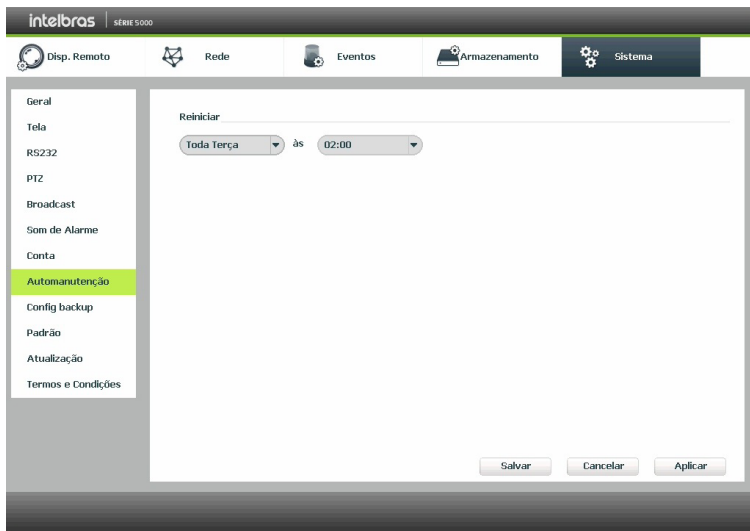 intelbras | SÉRIE 5000
Disp. Remoto
Rede
Eventos
Armazenamento
Sistema
Geral
Tela
RS232
PTZ
Broadcast
Som de Alarme
Conta
Automanutenção
Config backup
Padrão
Atualização
Termos e Condições
Reiniciar
Toda Terça às 02:00
Salvar Cancelar Aplicar